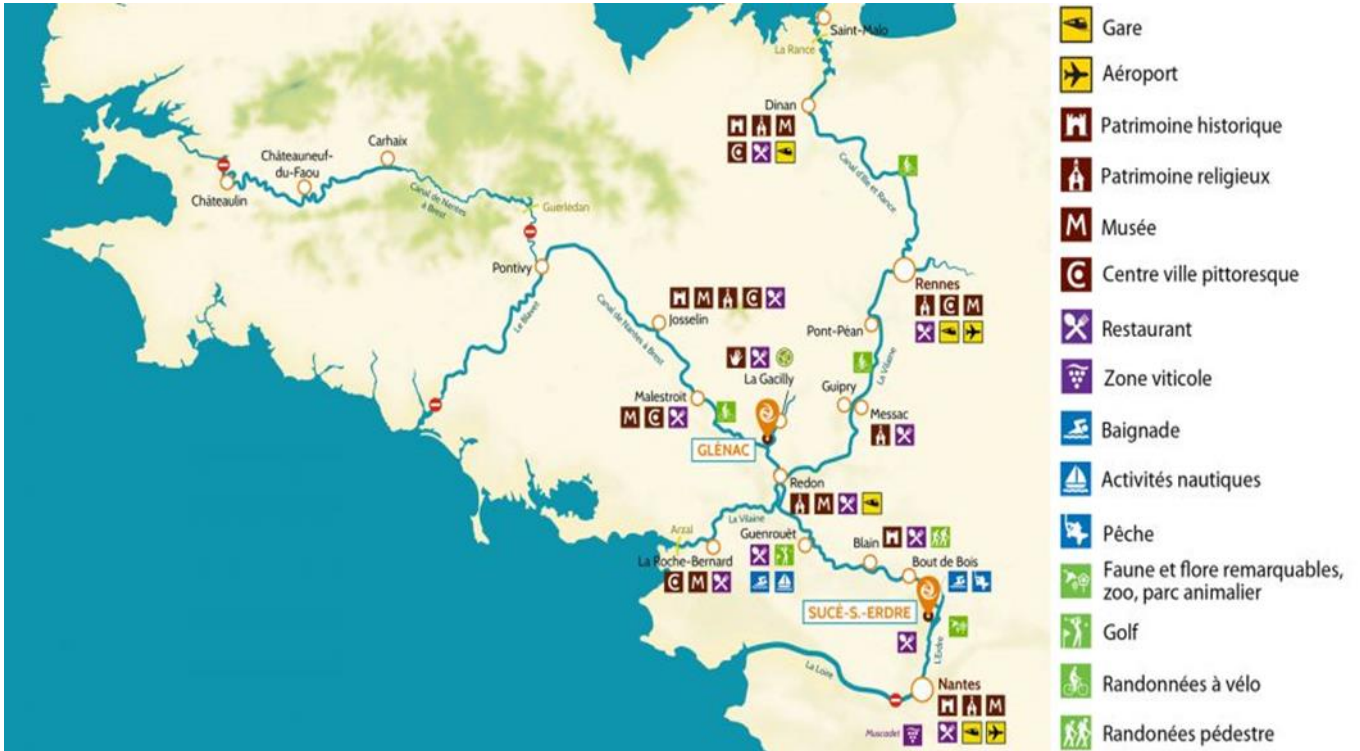 Saint-Malo
La Rance
Dinan
Canal d'Ille et Rance
Carhaix
Châteauneuf-
du-Faou
Châteaulin
Canal de Nantes
à Brest
Guerlédan
Pontivy
Le Blavet
Canal de Nantes à Brest
Josselin
Rennes
Pont-Péan
La Vilaine
La Gacilly
Guipry
Messac
Malestroit
GLÉNAC
Redon
La Vilaine
Arzal
La Roche-Bernard
Guenrouët
Blain
Bout de Bois
SUCÉ-S.-ERDRE
L'Erdre
La Loire
Nantes
Muscadet
Gare
Aéroport
Patrimoine historique
Patrimoine religieux
Musée
Centre ville pittoresque
Restaurant
Zone viticole
Baignade
Activités nautiques
Pêche
Faune et flore remarquables,
zoo, parc animalier
Golf
Randonnées à vélo
Randonées pédestre